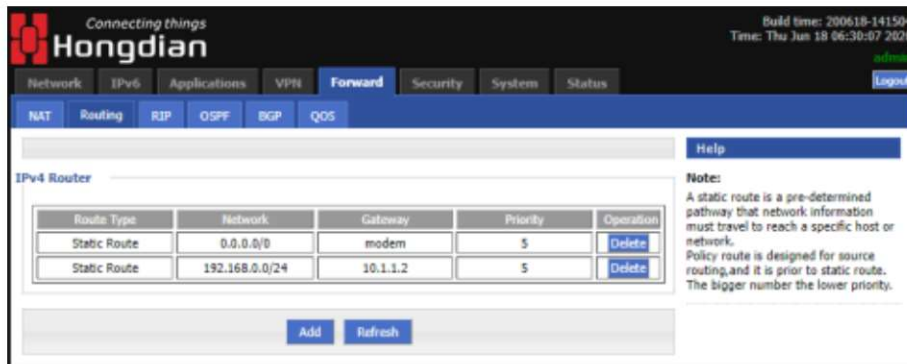 Connecting things
Hongdian
Build time: 200618-14150
Time: Thu Jun 18 06:30:07 202
admi
Network IPv6 Applications VPN Forward Security System Status
Logou
NAT Routing RIP OSPF BGP QOS
IPv4 Router
Route Type Network Gateway Priority Operation
Static Route 0.0.0.0/0 modem 5 Delete
Static Route 192.168.0.0/24 10.1.1.2 5 Delete
Add Refresh
Help
Note:
A static route is a pre-determined
pathway that network information
must travel to reach a specific host or
network.
Policy route is designed for source
routing,and it is prior to static route.
The bigger number the lower priority.